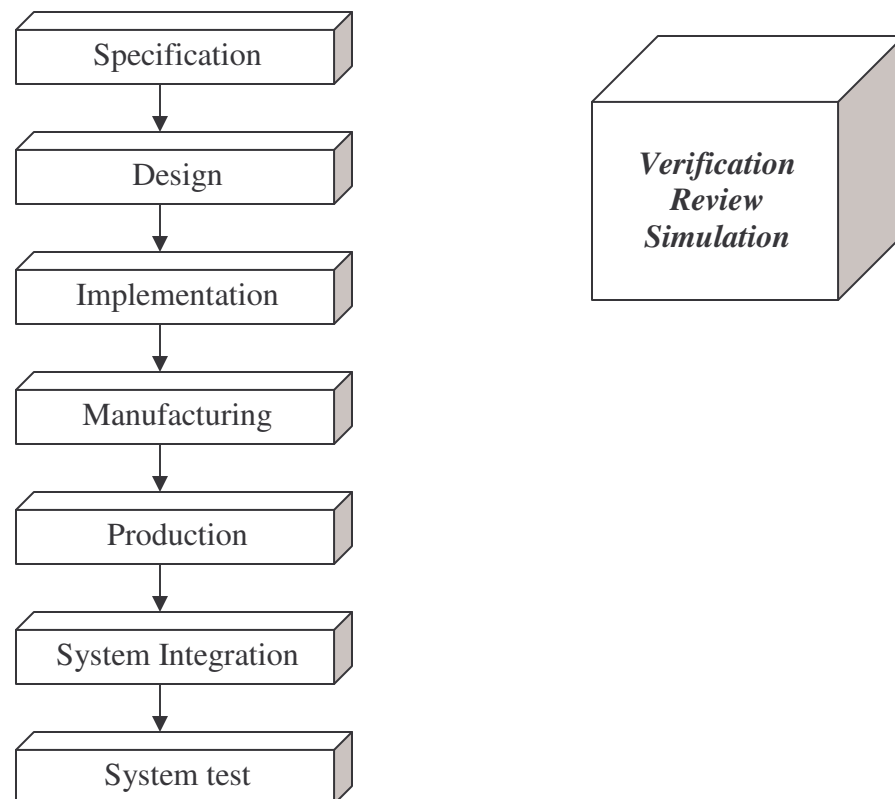 Specification
Design
Implementation
Manufacturing
Production
System Integration
System test
Verification
Review
Simulation